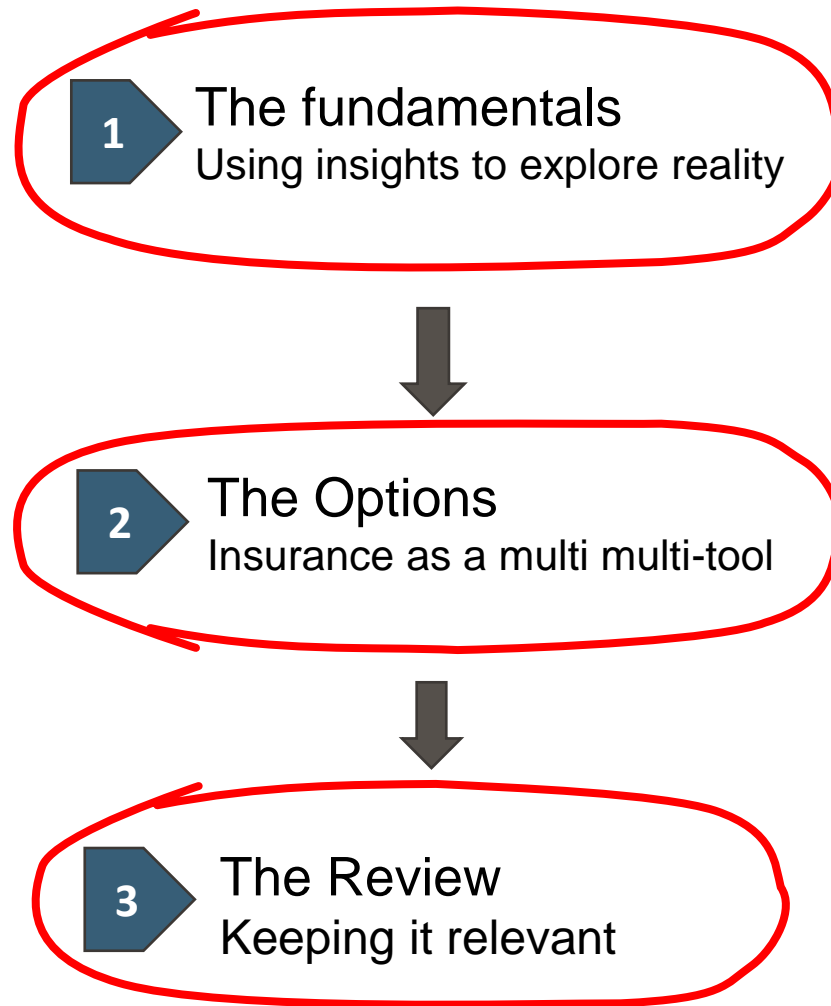 1
The fundamentals
Using insights to explore reality
2
The Options
Insurance as a multi multi-tool
3
The Review
Keeping it relevant